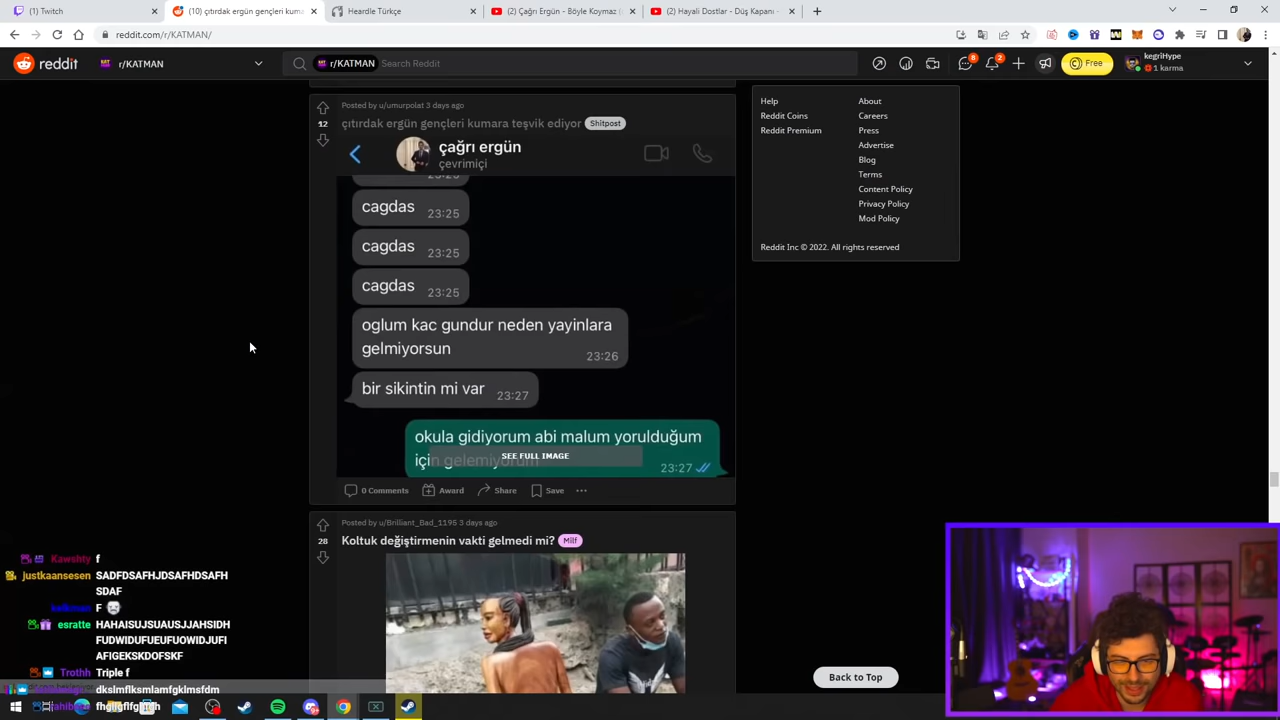 Twitch
(10) çıtırdak ergün gençleri kuma
Heardle Türkçe
(2) Çağrı Ergün - Böyle Koymaz (
(2) Hayali Dostlar - Düş Kapanı -
reddit.com/r/KATMAN/
reddit
r/KATMAN
r/KATMAN
Search Reddit
8
2
Free
kegriHype
1 karma
Posted by u/umurpolat 3 days ago
12
çıtırdak ergün gençleri kumara teşvik ediyor
Shitpost
çağrı ergün
çevrimiçi
cagdas
23:25
cagdas
23:25
cagdas
23:25
oglum kac gundur neden yayinlara
gelmiyorsun
23:26
bir sikintin mi var
23:27
okula gidiyorum abi malum yorulduğum
için gelemiyorum
23:27
SEE FULL IMAGE
0 Comments
Award
Share
Save
Posted by u/Brilliant_Bad_1195 3 days ago
28
Koltuk değiştirmenin vakti gelmedi mi?
Milf
Help
About
Reddit Coins
Careers
Reddit Premium
Press
Advertise
Blog
Terms
Content Policy
Privacy Policy
Mod Policy
Reddit Inc © 2022. All rights reserved
Back to Top
Kawshty f
justkaansesen SADFDSAFHJDSAFHDSAFH
SDAF
F
esratte HAHAISUJSUAUSJJAHSIDH
FUDWIDUFUEUFUOWIDJUFI
AFIGEKSKDOFSKF
Trothh Triple f
dkslmflksmlamfgklmsfdm